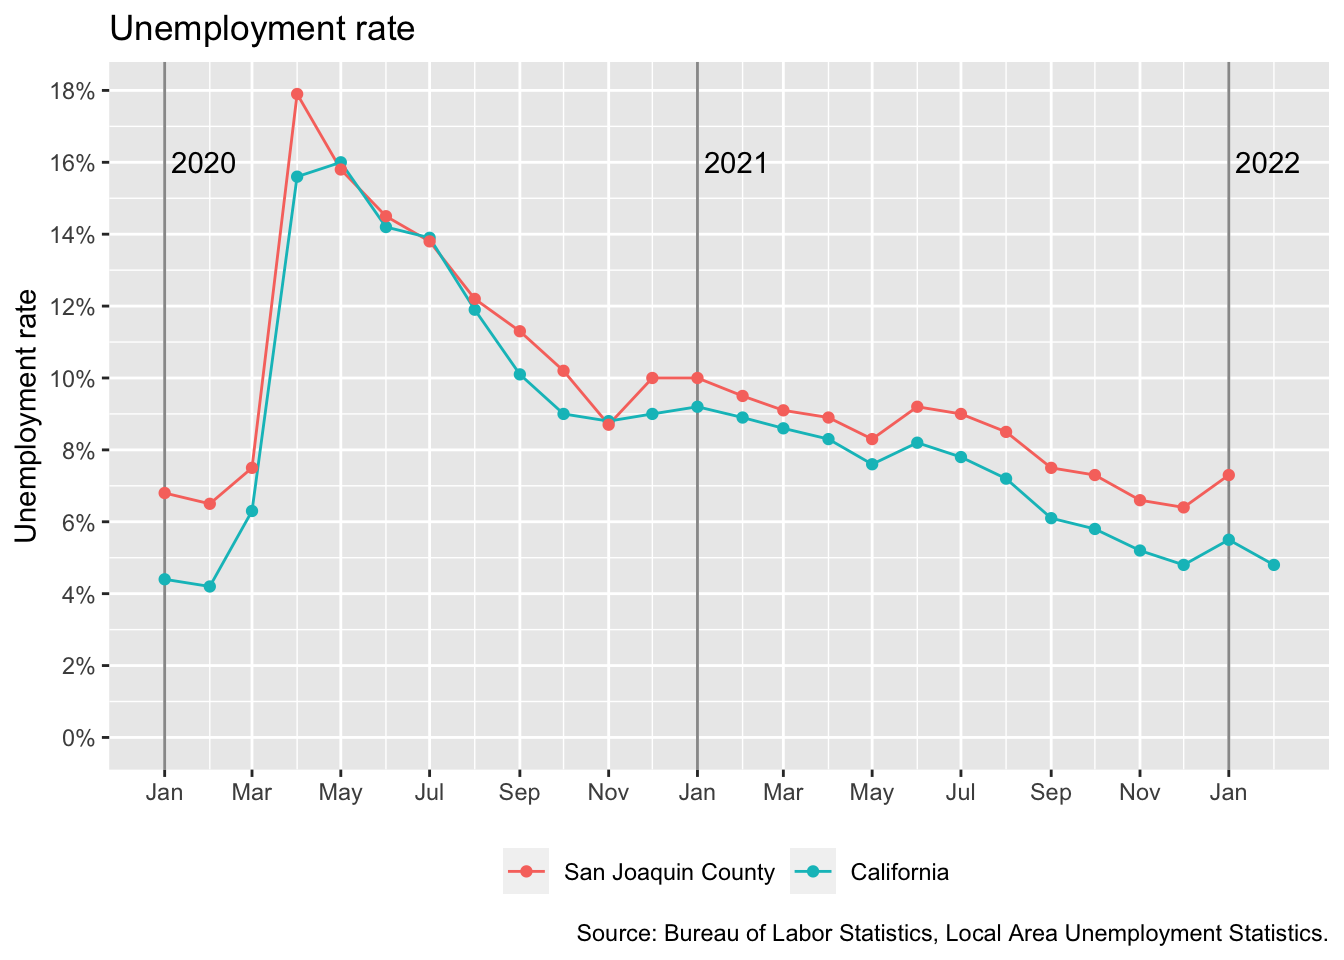 Unemployment rate
18%
16%
14%
12%
10%
8%
6%
4%
2%
0%
Unemployment rate
2020
2021
2022
Jan Mar May Jul Sep Nov Jan Mar May Jul Sep Nov Jan
San Joaquin County California
Source: Bureau of Labor Statistics, Local Area Unemployment Statistics.